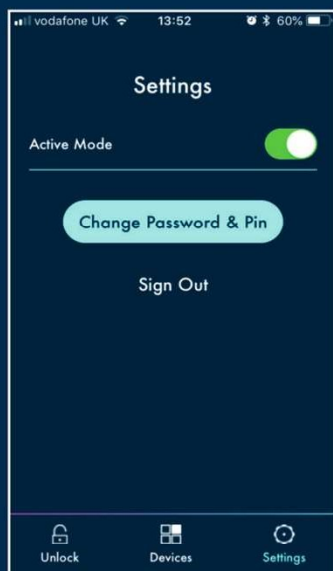 vodafone UK 13:52 60%
Settings
Active Mode
Change Password & Pin
Sign Out
Unlock Devices Settings